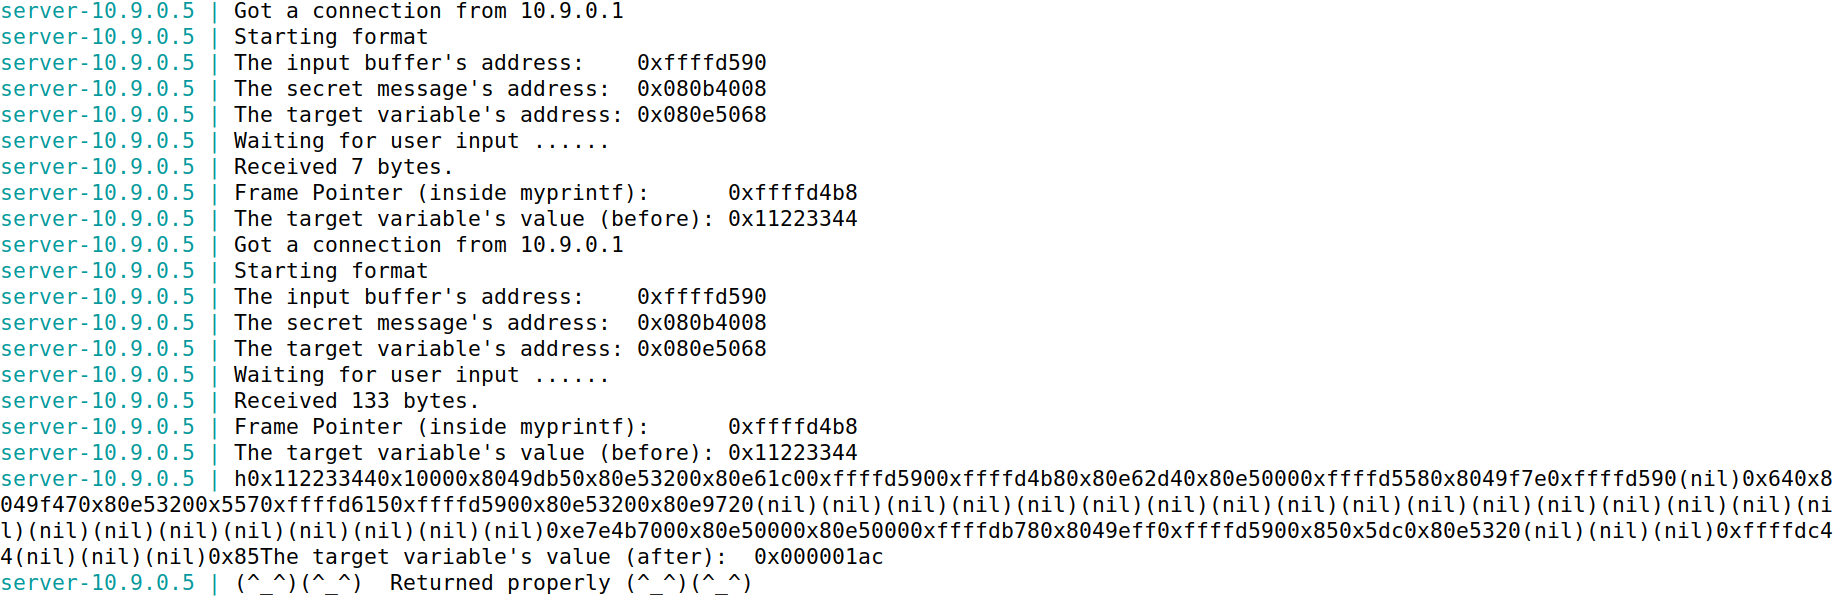 server-10.9.0.5 | Got a connection from 10.9.0.1
server-10.9.0.5 | Starting format
server-10.9.0.5 | The input buffer's address:    0xffffd590
server-10.9.0.5 | The secret message's address:  0x080b4008
server-10.9.0.5 | The target variable's address: 0x080e5068
server-10.9.0.5 | Waiting for user input ......
server-10.9.0.5 | Received 7 bytes.
server-10.9.0.5 | Frame Pointer (inside myprintf):      0xffffd4b8
server-10.9.0.5 | The target variable's value (before): 0x11223344
server-10.9.0.5 | Got a connection from 10.9.0.1
server-10.9.0.5 | Starting format
server-10.9.0.5 | The input buffer's address:    0xffffd590
server-10.9.0.5 | The secret message's address:  0x080b4008
server-10.9.0.5 | The target variable's address: 0x080e5068
server-10.9.0.5 | Waiting for user input ......
server-10.9.0.5 | Received 133 bytes.
server-10.9.0.5 | Frame Pointer (inside myprintf):      0xffffd4b8
server-10.9.0.5 | The target variable's value (before): 0x11223344
server-10.9.0.5 | h0x112233440x10000x8049db50x80e53200x80e61c00xffffd5900xffffd4b80x80e62d40x80e50000xffffd5580x8049f7e0xffffd590(nil)0x640x8
049f470x80e53200x5570xffffd6150xffffd5900x80e53200x80e9720(nil)(nil)(nil)(nil)(nil)(nil)(nil)(nil)(nil)(nil)(nil)(nil)(nil)(nil)(nil)(nil)(ni
l)(nil)(nil)(nil)(nil)(nil)(nil)(nil)(nil)0xe7e4b7000x80e50000x80e50000xffffdb780x8049eff0xffffd5900x850x5dc0x80e5320(nil)(nil)(nil)0xffffdc4
4(nil)(nil)(nil)0x85The target variable's value (after):  0x000001ac
server-10.9.0.5 | (^_^)(^_^)  Returned properly (^_^)(^_^)